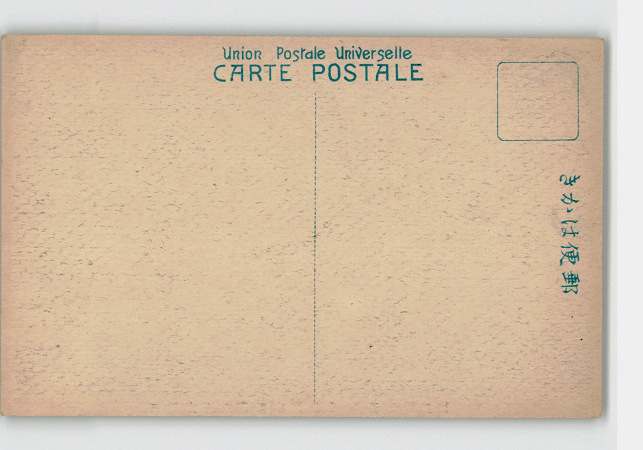 Union Postale Universelle
CARTE POSTALE
きかは便郵